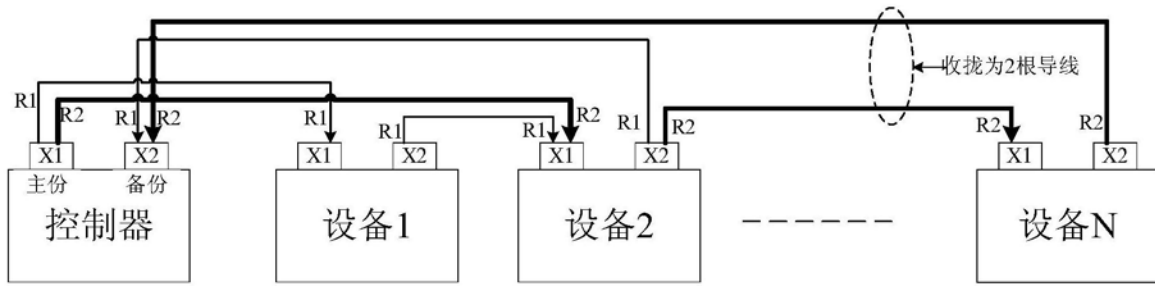 收拢为2根导线
R1 R2 R1 R2 R1 R1 R2 R1 R2 R2 R2
X1 X2 X1 X2 X1 X2 X1 X2
主份 备份
控制器 设备1 设备2 设备N